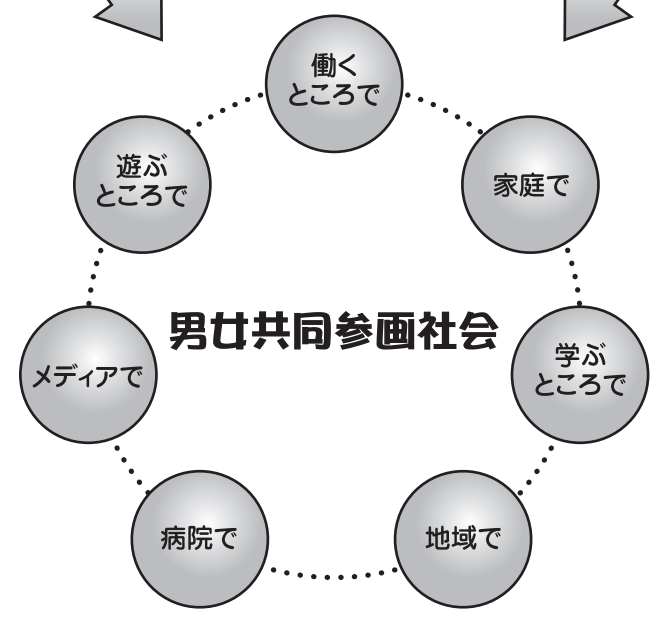 働く
ところで
遊ぶ
ところで
家庭で
男女共同参画社会
メディアで
学ぶ
ところで
病院で
地域で